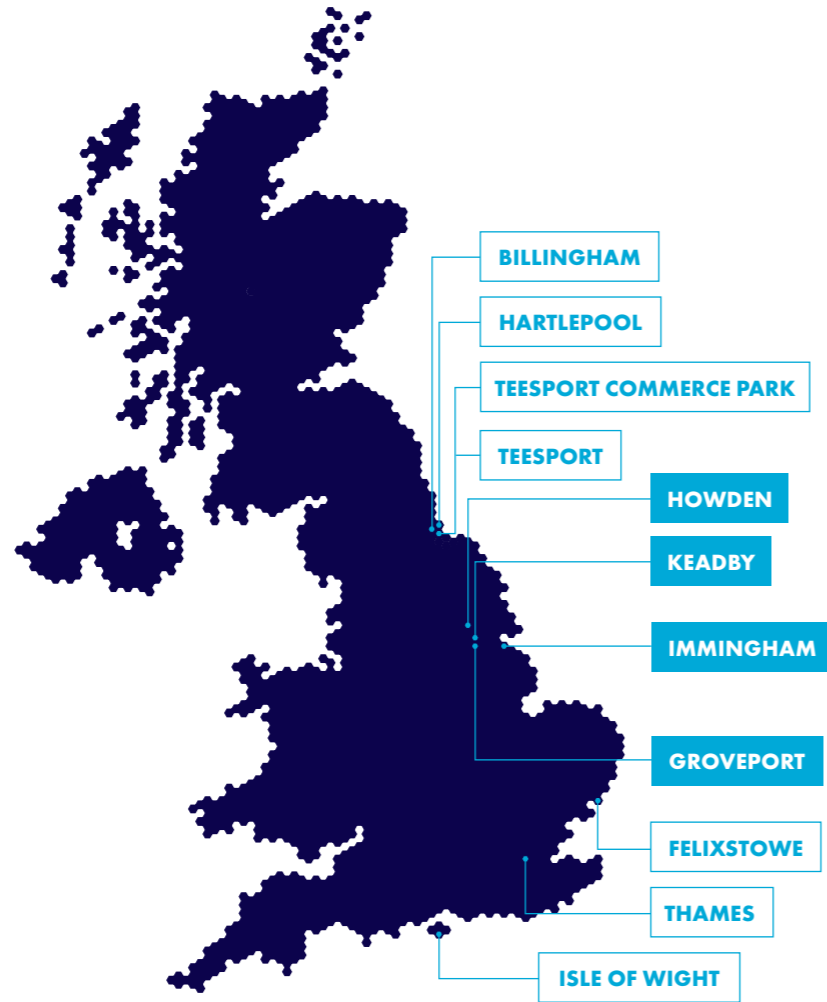 BILLINGHAM
HARTLEPOOL
TEESPORT COMMERCE PARK
TEESPORT
HOWDEN
KEADBY
IMMINGHAM
GROVEPORT
FELIXSTOWE
THAMES
ISLE OF WIGHT